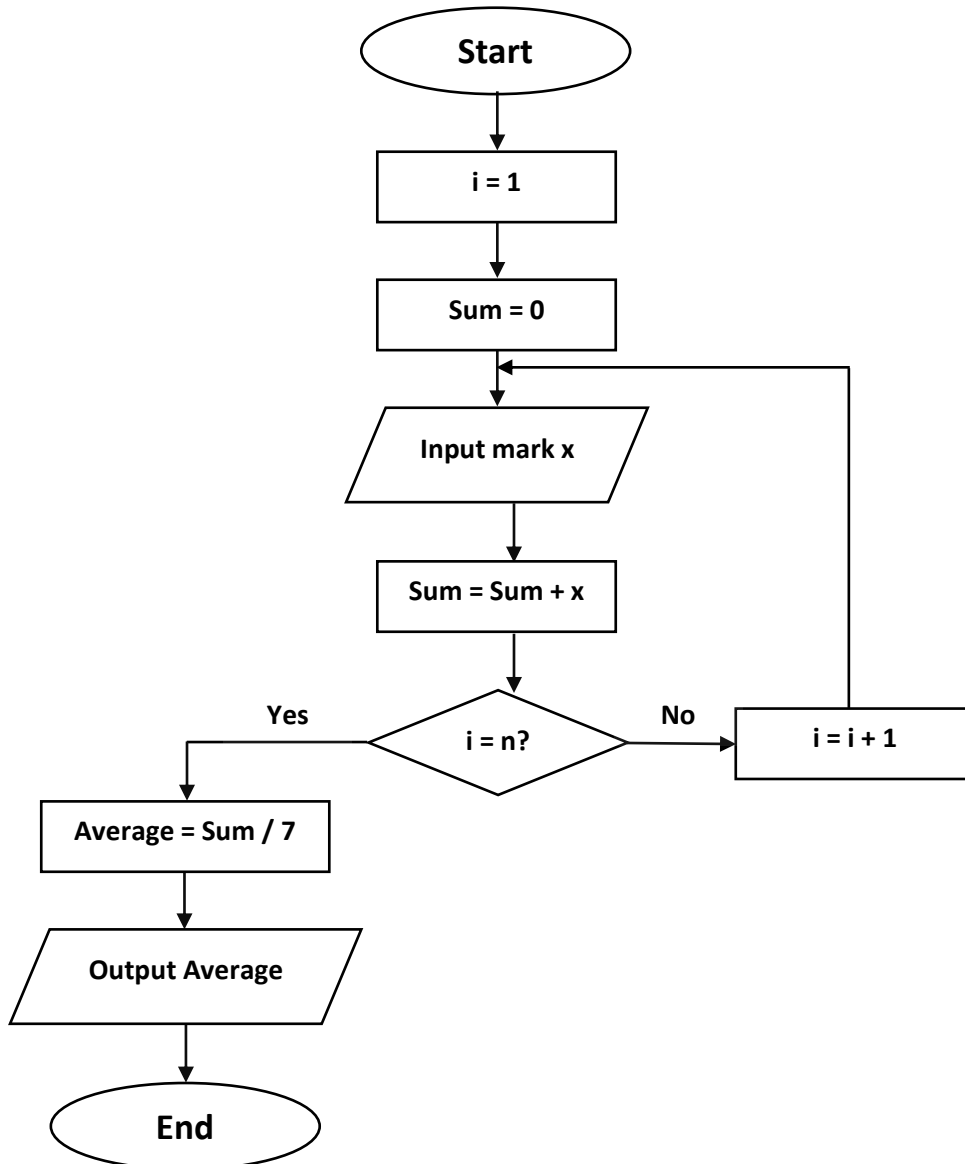 Start
i = 1
Sum = 0
Input mark x
Sum = Sum + x
Yes
i = n?
No
i = i + 1
Average = Sum / 7
Output Average
End